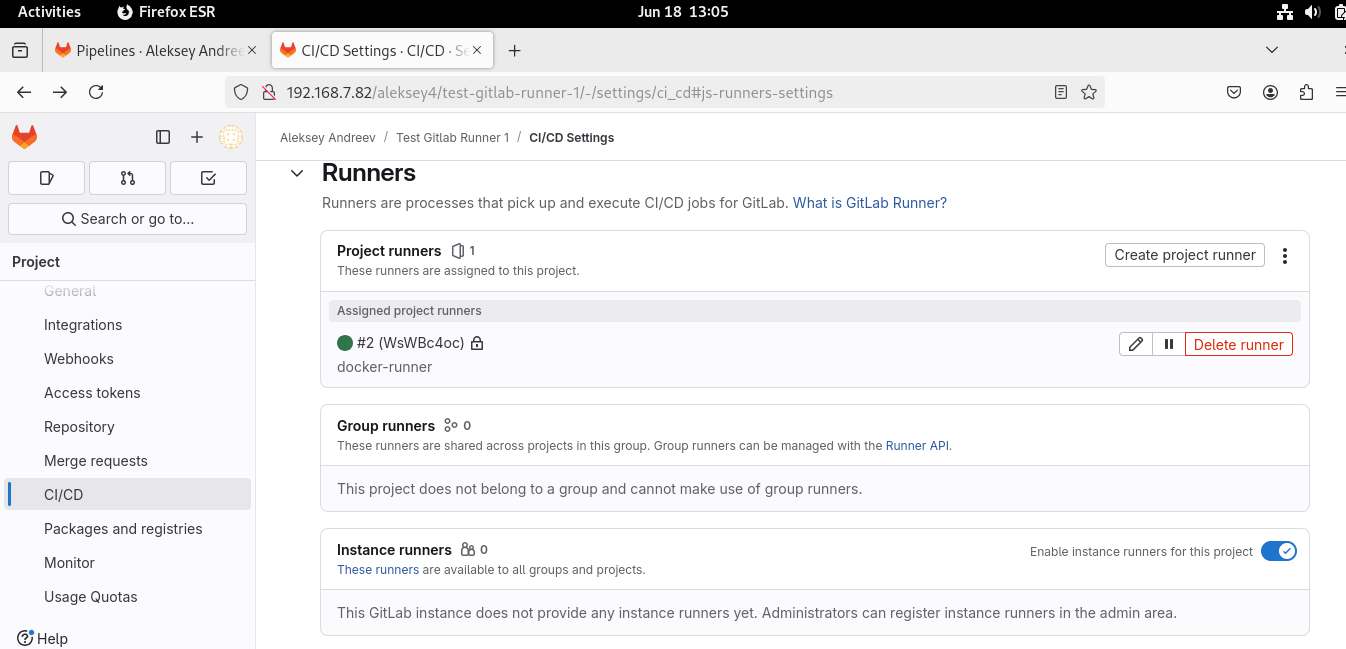 Activities Firefox ESR Jun 18 13:05
Pipelines · Aleksey Andree
CI/CD Settings · CI/CD · Se
192.168.7.82/aleksey4/test-gitlab-runner-1/-/settings/ci_cd#js-runners-settings
Search or go to...
Project
General
Integrations
Webhooks
Access tokens
Repository
Merge requests
CI/CD
Packages and registries
Monitor
Usage Quotas
Help
Aleksey Andreev / Test Gitlab Runner 1 / CI/CD Settings
Runners
Runners are processes that pick up and execute CI/CD jobs for GitLab. What is GitLab Runner?
Project runners 1
These runners are assigned to this project.
Create project runner
Assigned project runners
#2 (WsWBc4oc)
docker-runner
Delete runner
Group runners 0
These runners are shared across projects in this group. Group runners can be managed with the Runner API.
This project does not belong to a group and cannot make use of group runners.
Instance runners 0
These runners are available to all groups and projects.
Enable instance runners for this project
This GitLab instance does not provide any instance runners yet. Administrators can register instance runners in the admin area.